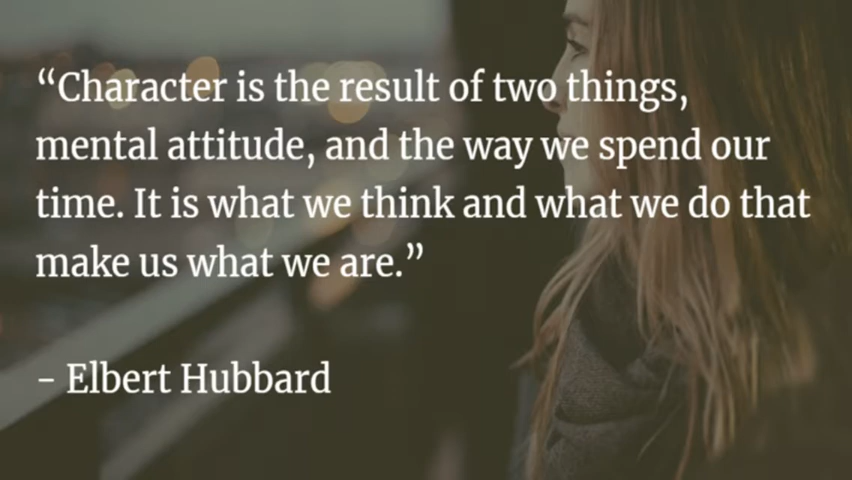 “Character is the result of two things,
mental attitude, and the way we spend our
time. It is what we think and what we do that
make us what we are.”
– Elbert Hubbard